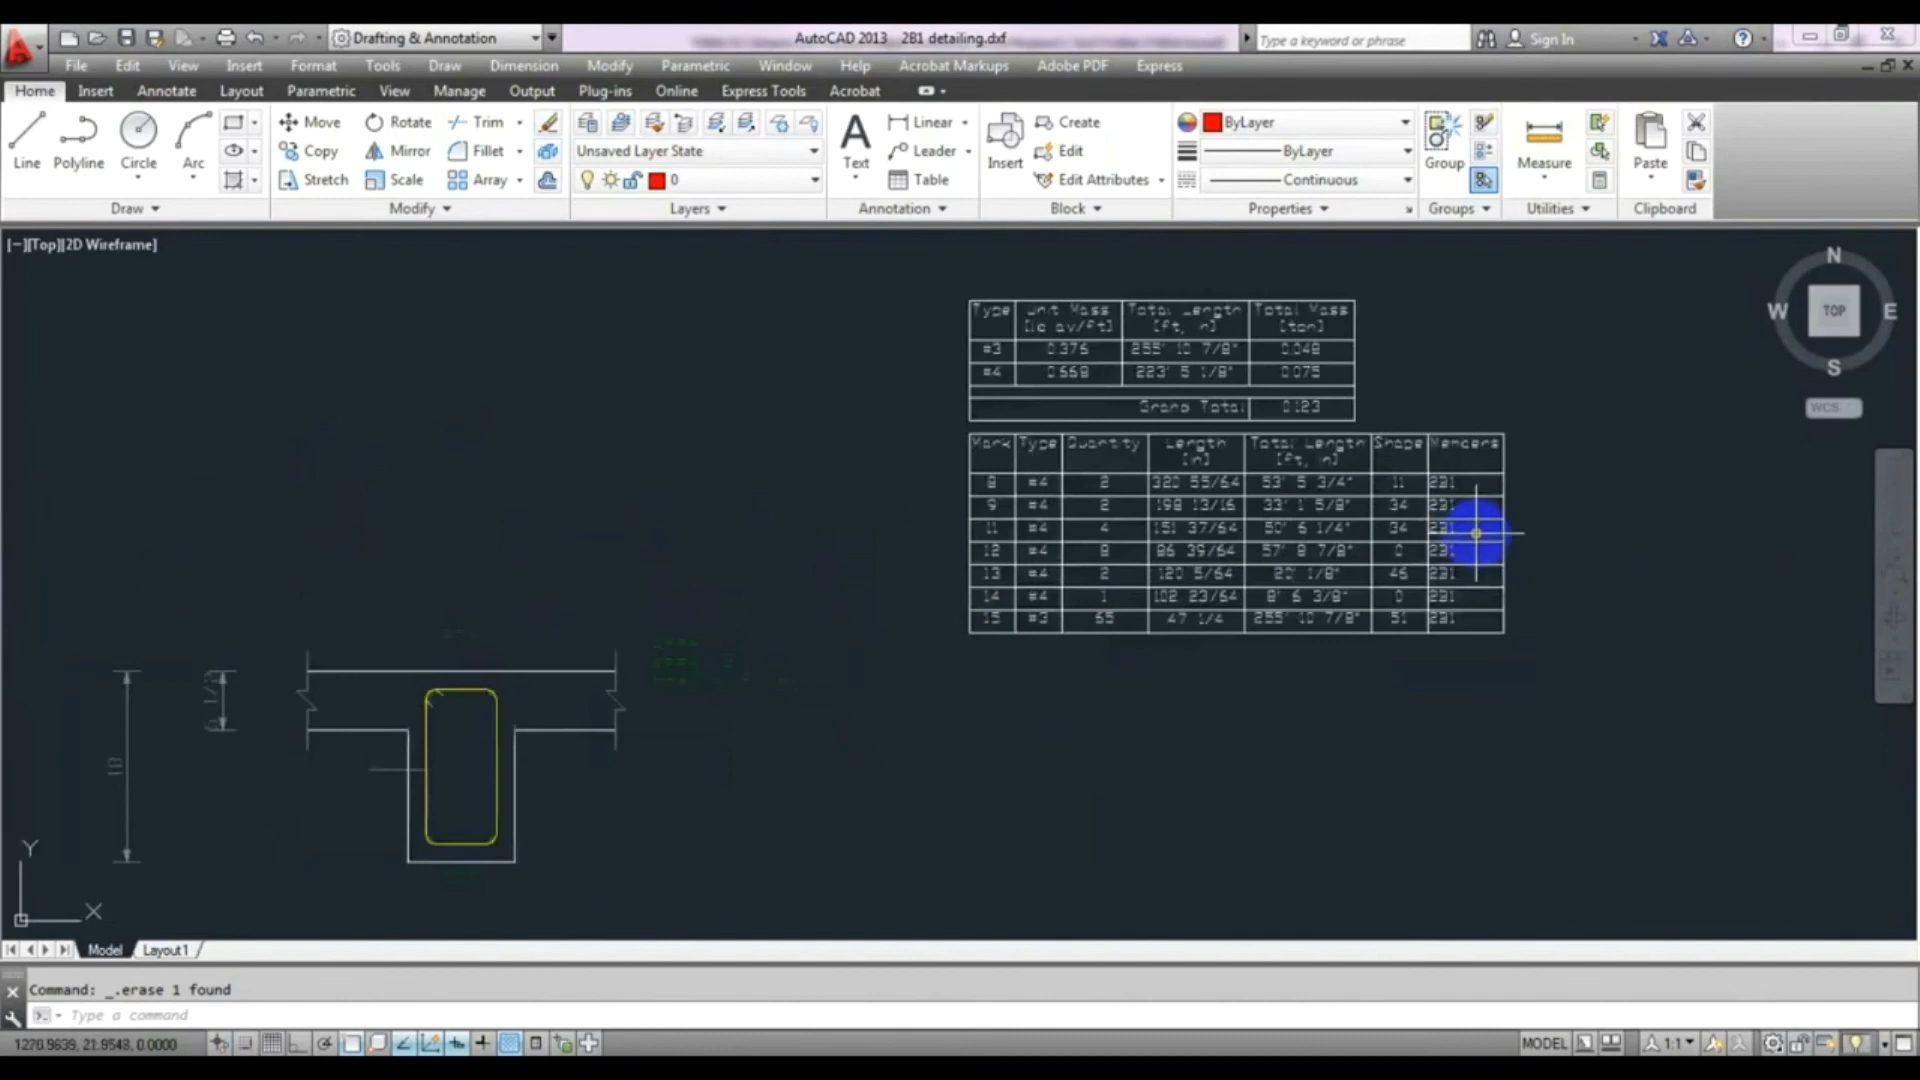 Drafting & Annotation
AutoCAD 2013 2B1 detailing.dxf
Type a keyword or phrase
Sign In
File Edit View Insert Format Tools Draw Dimension Modify Parametric Window Help Acrobat Markups Adobe PDF Express
Home Insert Annotate Layout Parametric View Manage Output Plug-ins Online Express Tools Acrobat
Move Rotate Trim Linear Create ByLayer
Copy Mirror Fillet Unsaved Layer State Leader Edit ByLayer
Line Polyline Circle Arc Text Insert Group Measure Paste
Stretch Scale Array 0 Table Edit Attributes Continuous
Draw Modify Layers Annotation Block Properties Groups Utilities Clipboard
[−][Top][2D Wireframe]
N
W TOP E
S
WCS
Type Unit Mass Total Length Total Mass
[lb av/ft] [ft, in] [ton]
#3 0.376 255' 10 7/8" 0.048
#4 0.668 223' 5 1/8" 0.075
Grand Total 0.123
Mark Type Quantity Length Total Length Shape Members
[in] [ft, in]
8 #4 2 320 55/64 53' 5 3/4" 11 2B1
9 #4 2 198 13/16 33' 1 5/8" 34 2B1
11 #4 4 151 37/64 50' 6 1/4" 34 2B1
12 #4 8 86 39/64 57' 8 7/8" 0 2B1
13 #4 2 120 5/64 20' 1/8" 46 2B1
14 #4 1 102 23/64 8' 6 3/8" 0 2B1
15 #3 65 47 1/4 255' 10 7/8" 51 2B1
18
Y
X
Model Layout1
Command: _.erase 1 found
Type a command
1270.9639, 21.9548, 0.0000
MODEL 1:1